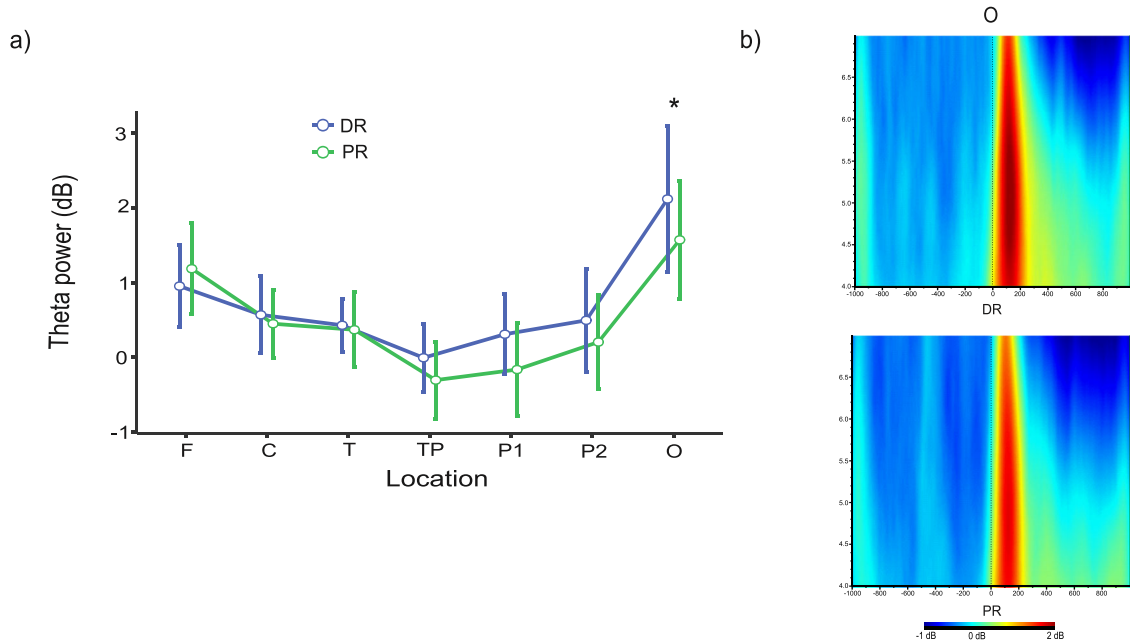 a)
DR
PR
*
Theta power (dB)
3
2
1
0
-1
F C T TP P1 P2 O
Location
b)
O
6.5
6.0
5.5
5.0
4.5
4.0
-1000 -800 -600 -400 -200 0 200 400 600 800
DR
6.5
6.0
5.5
5.0
4.5
4.0
-1000 -800 -600 -400 -200 0 200 400 600 800
PR
-1 dB 0 dB 2 dB